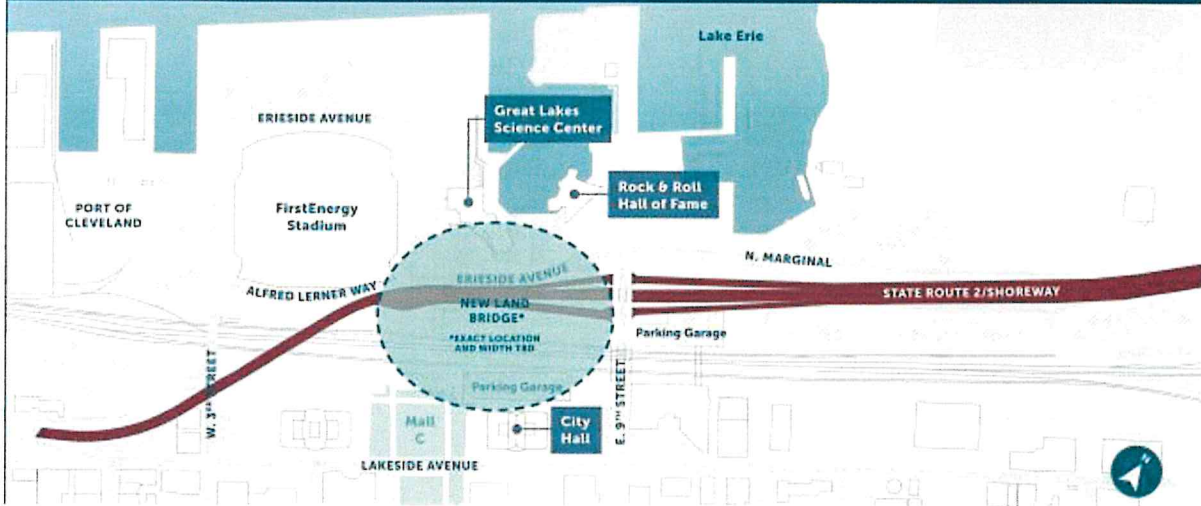 Lake Erie
Great Lakes
Science Center
ERIESIDE AVENUE
Rock & Roll
Hall of Fame
PORT OF
CLEVELAND
FirstEnergy
Stadium
N. MARGINAL
ERIESIDE AVENUE
ALFRED LERNER WAY
STATE ROUTE 2/SHOREWAY
NEW LAND
BRIDGE*
*EXACT LOCATION
AND WIDTH TBD
Parking Garage
W. 3RD STREET
E. 9TH STREET
Parking Garage
Mall
C
City
Hall
LAKESIDE AVENUE
N